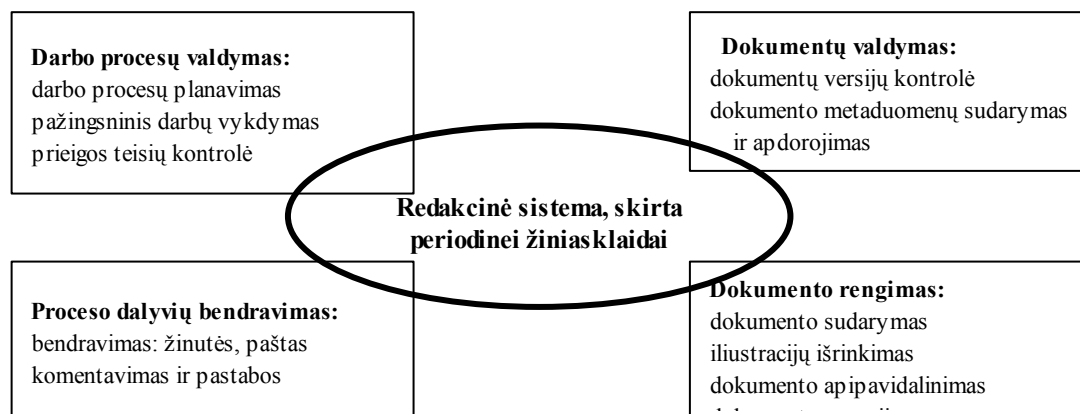 Darbo procesų valdymas:
darbo procesų planavimas
pažingsninis darbų vykdymas
prieigos teisių kontrolė
Dokumentų valdymas:
dokumentų versijų kontrolė
dokumento metaduomenų sudarymas
ir apdorojimas
Redakcinė sistema, skirta
periodinei žiniasklaidai
Proceso dalyvių bendravimas:
bendravimas: žinutės, paštas
komentavimas ir pastabos
Dokumento rengimas:
dokumento sudarymas
iliustracijų išrinkimas
dokumento apipavidalinimas